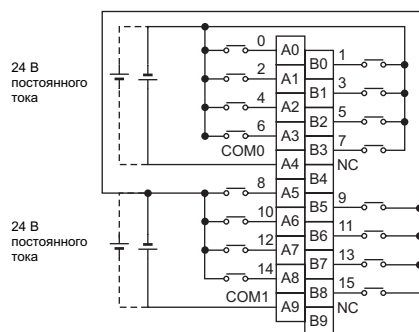 24 В
постоянного
тока
0 A0
B0 1
2 A1
B1 3
4 A2
B2 5
6 A3
B3 7
COM0 A4
B4 NC
8 A5
B5 9
10 A6
B6 11
24 В
постоянного
тока
12 A7
B7 13
14 A8
B8 15
COM1 A9
B9 NC